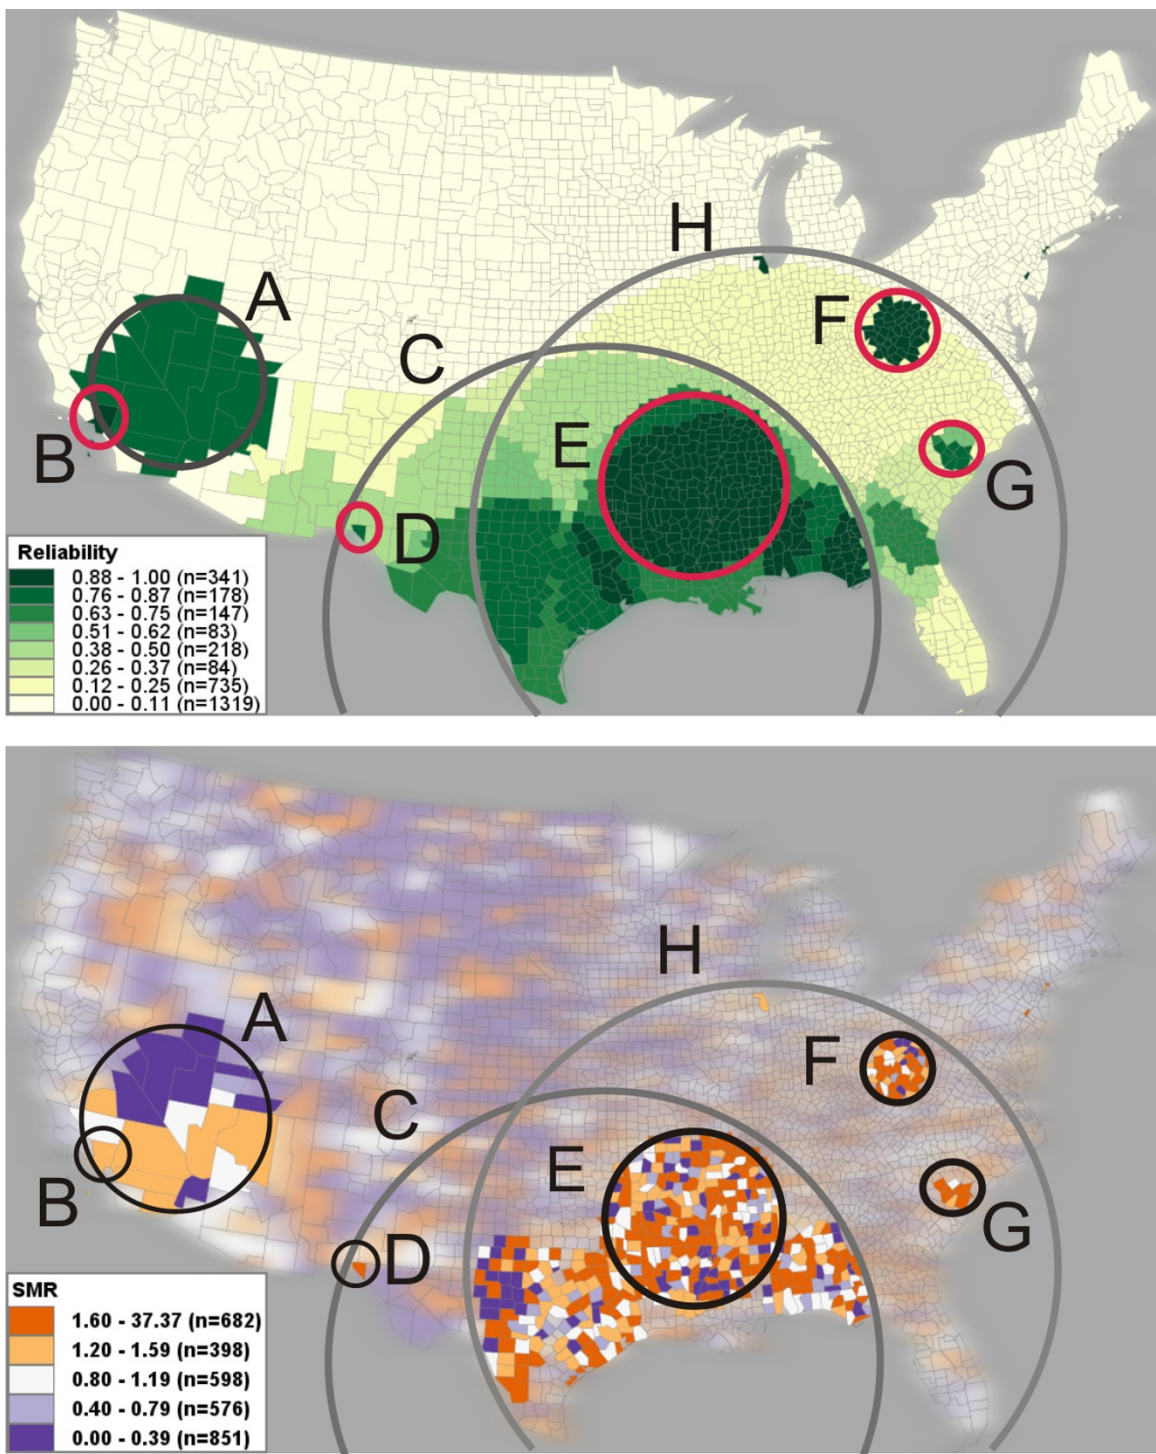 H
A
F
C
E
B
G
D
Reliability
0.88 - 1.00 (n=341)
0.76 - 0.87 (n=178)
0.63 - 0.75 (n=147)
0.51 - 0.62 (n=83)
0.38 - 0.50 (n=218)
0.26 - 0.37 (n=84)
0.12 - 0.25 (n=735)
0.00 - 0.11 (n=1319)
H
A
F
C
E
B
G
D
SMR
1.60 - 37.37 (n=682)
1.20 - 1.59 (n=398)
0.80 - 1.19 (n=598)
0.40 - 0.79 (n=576)
0.00 - 0.39 (n=851)